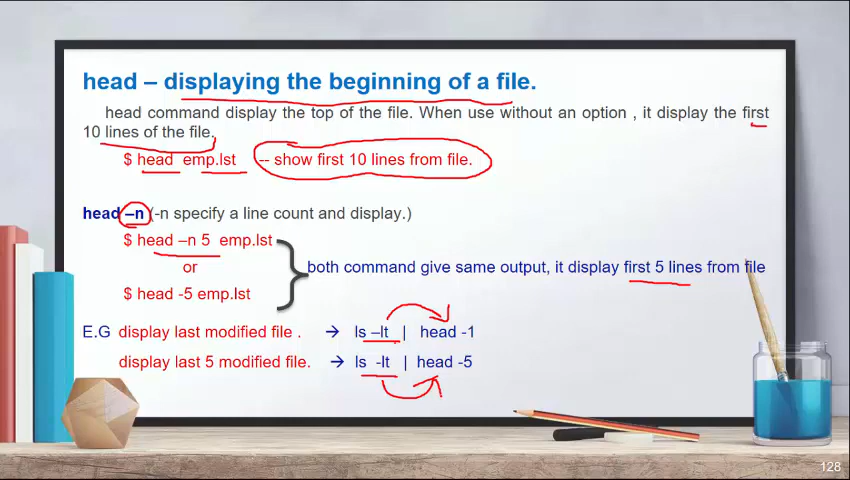 head – displaying the beginning of a file.
head command display the top of the file. When use without an option , it display the first
10 lines of the file.
$ head emp.lst -- show first 10 lines from file.
head –n (-n specify a line count and display.)
$ head –n 5 emp.lst
or
both command give same output, it display first 5 lines from file
$ head -5 emp.lst
E.G display last modified file . → ls –lt | head -1
display last 5 modified file. → ls -lt | head -5
128